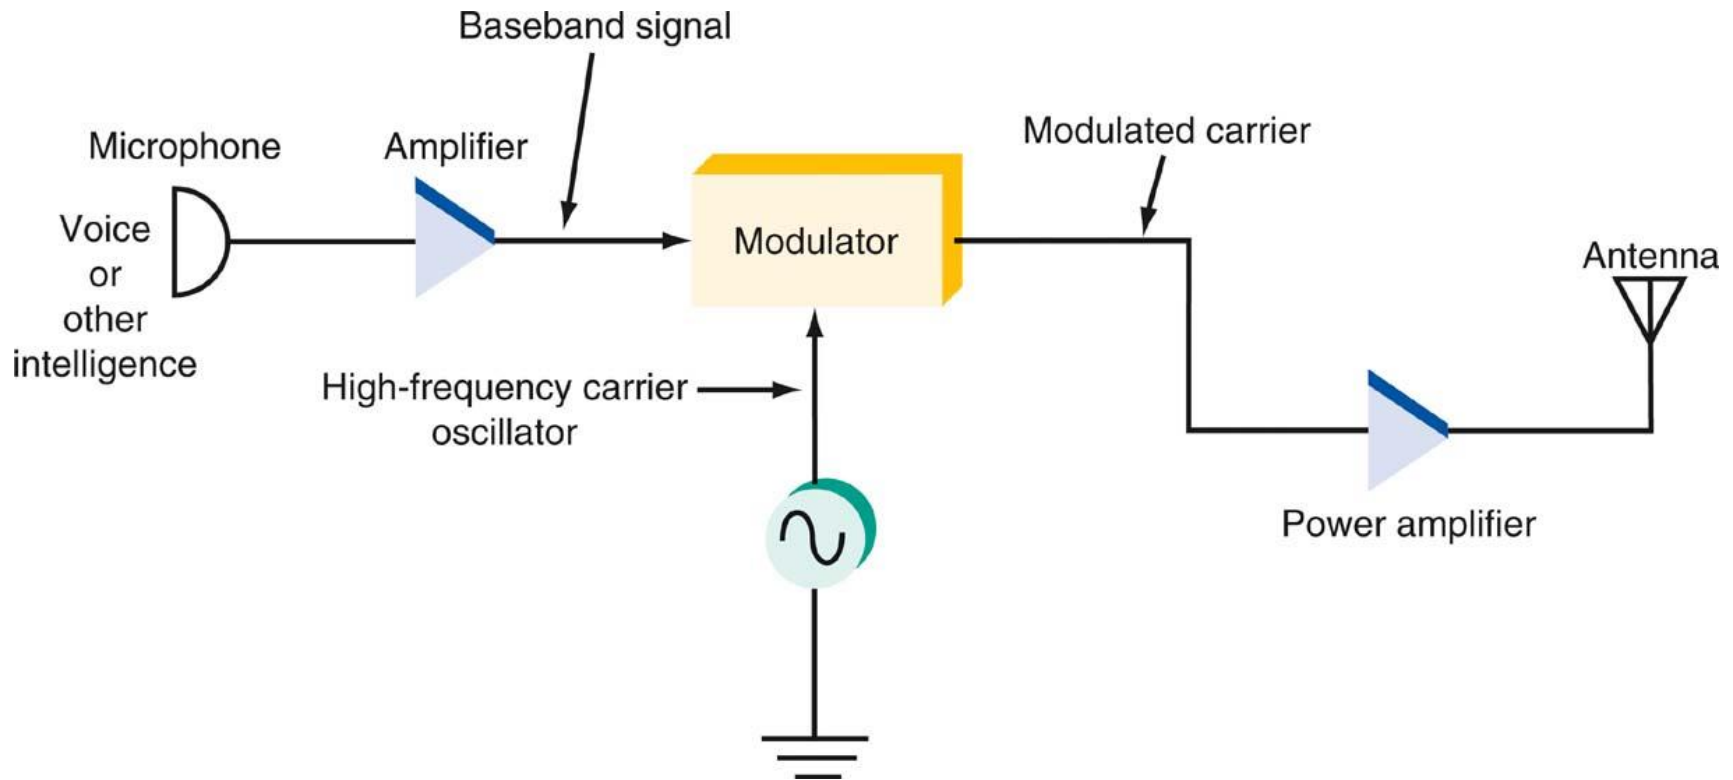 Baseband signal
Microphone
Amplifier
Modulated carrier
Voice
or
other
intelligence
Modulator
Antenna
High-frequency carrier
oscillator
Power amplifier